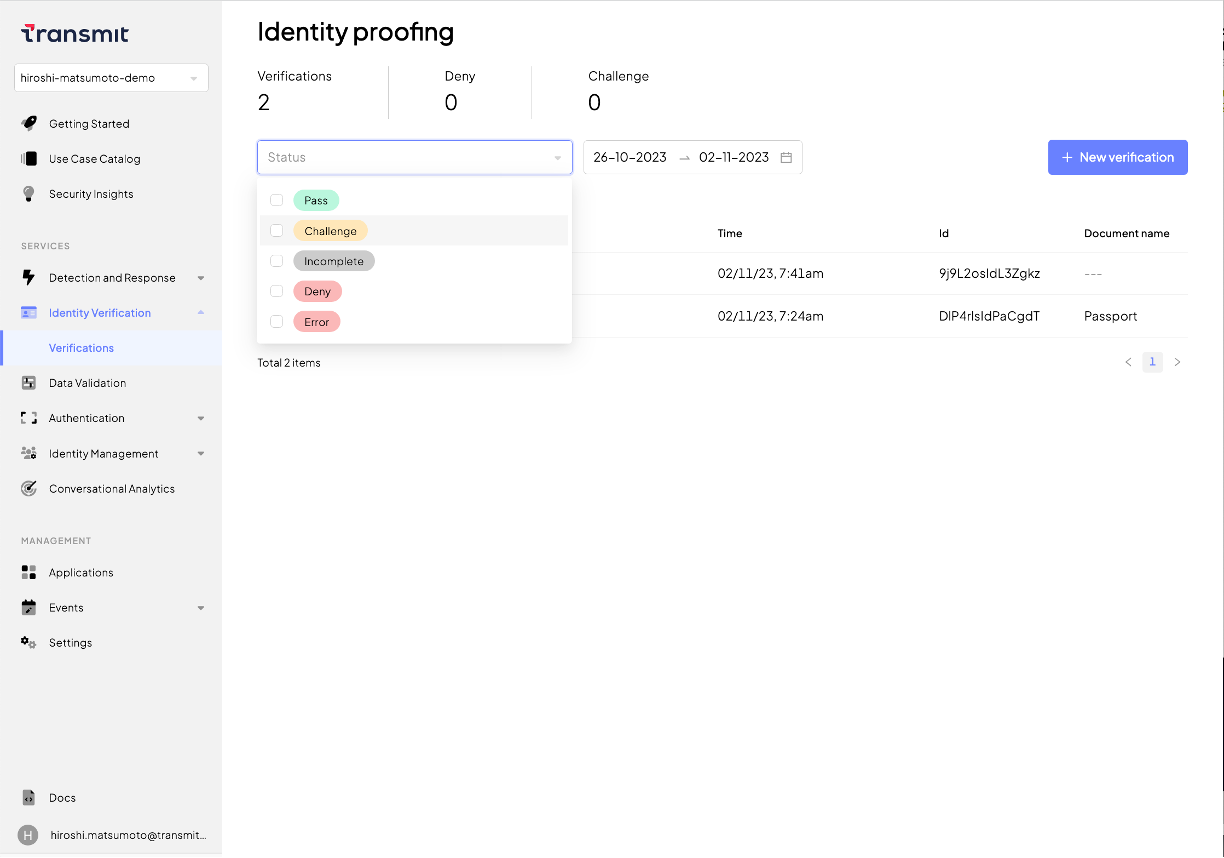 transmit
hiroshi-matsumoto-demo
Getting Started
Use Case Catalog
Security Insights
SERVICES
Detection and Response
Identity Verification
Verifications
Data Validation
Authentication
Identity Management
Conversational Analytics
MANAGEMENT
Applications
Events
Settings
Docs
H hiroshi.matsumoto@transmit...
Identity proofing
Verifications Deny Challenge
2 0 0
Status 26-10-2023 → 02-11-2023 + New verification
Pass
Challenge
Incomplete
Deny
Error
Time Id Document name
02/11/23, 7:41am 9j9L2osIdL3Zgkz ---
02/11/23, 7:24am DIP4rIsIdPaCgdT Passport
Total 2 items < 1 >